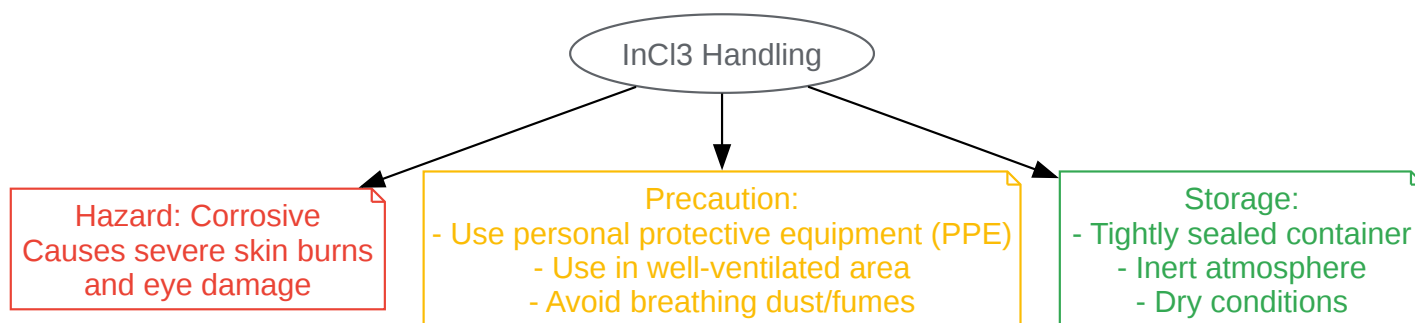 InCl3 Handling
Hazard: Corrosive
Causes severe skin burns
and eye damage
Precaution:
- Use personal protective equipment (PPE)
- Use in well-ventilated area
- Avoid breathing dust/fumes
Storage:
- Tightly sealed container
- Inert atmosphere
- Dry conditions